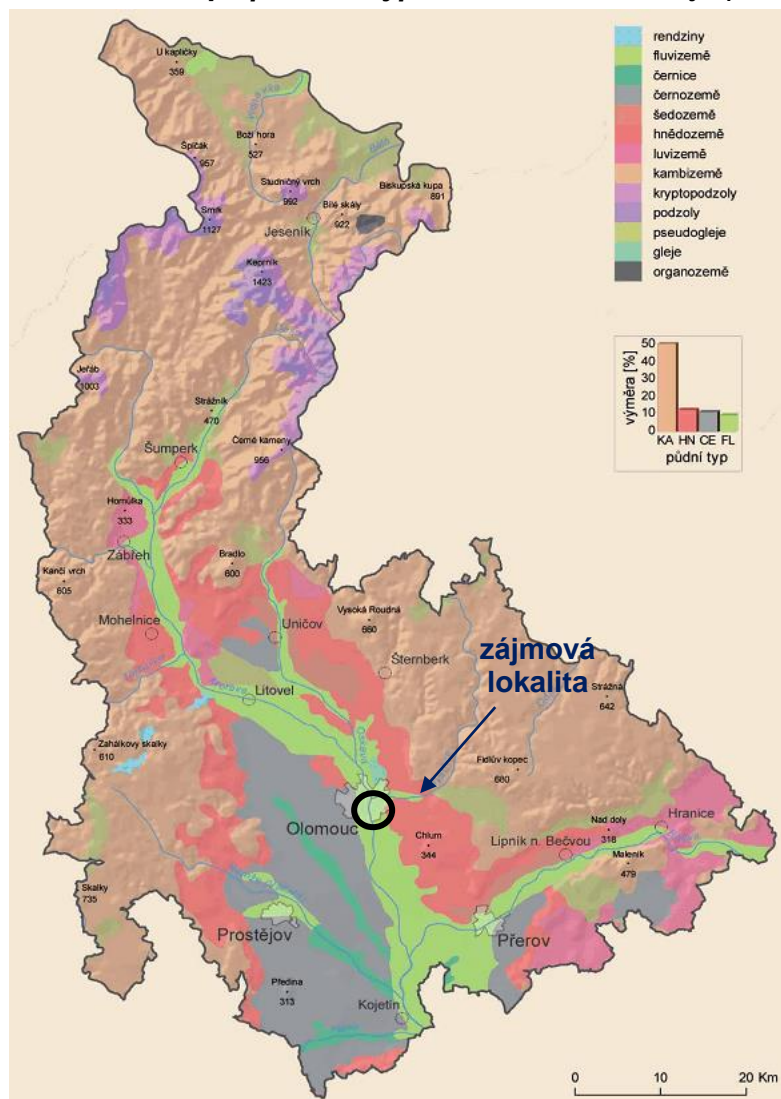 rendziny
fluvizemě
černice
černozemě
šedozemě
hnědozemě
luvizemě
kambizemě
kryptopodzoly
podzoly
pseudogleje
gleje
organozemě
výměra [%]
50
40
30
20
10
0
KA HN CE FL
půdní typ
U kapličky
359
Boží hora
527
Špičák
957
Studničný vrch
992
Bělá
Biskupská kupa
891
Bílé skály
922
Smrk
1127
Jeseník
Keprník
1423
Jeřáb
1003
Strážník
470
Šumperk
Černé kameny
956
Hornůlka
333
Zábřeh
Kančí vrch
605
Bradlo
600
Mohelnice
Uničov
Vysoká Roudná
660
Šternberk
zájmová
lokalita
Strážná
642
Morava
Litovel
Oskava
Zahálkovy skalky
610
Fidlův kopec
680
Olomouc
Chlum
344
Nad doly
318
Hranice
Lipník n. Bečvou
Maleník
479
Skalky
735
Prostějov
Přerov
Předina
313
Kojetín
0 10 20 Km